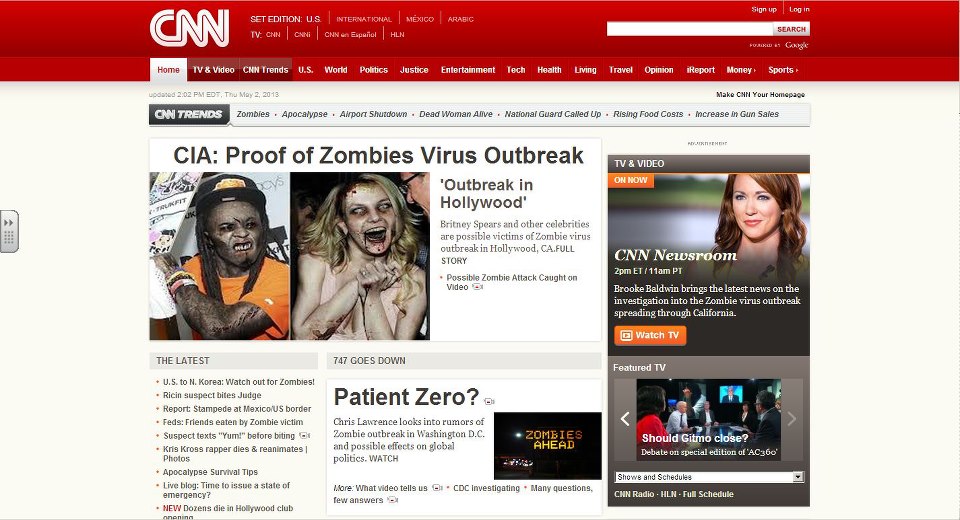 CNN
SET EDITION: U.S. INTERNATIONAL MÉXICO ARABIC
TV: CNN CNNi CNN en Español HLN
Sign up Log in
SEARCH
POWERED BY Google
Home TV & Video CNN Trends U.S. World Politics Justice Entertainment Tech Health Living Travel Opinion iReport Money Sports
updated 2:02 PM EDT, Thu May 2, 2013
Make CNN Your Homepage
CNN TRENDS Zombies • Apocalypse • Airport Shutdown • Dead Woman Alive • National Guard Called Up • Rising Food Costs • Increase in Gun Sales
CIA: Proof of Zombies Virus Outbreak
TRUKFIT
'Outbreak in
Hollywood'
Britney Spears and other celebrities
are possible victims of Zombie virus
outbreak in Hollywood, CA.FULL
STORY
• Possible Zombie Attack Caught on
Video
ADVERTISEMENT
TV & VIDEO
ON NOW
CNN Newsroom
2pm ET / 11am PT
Brooke Baldwin brings the latest news on the
investigation into the Zombie virus outbreak
spreading through California.
Watch TV
Featured TV
Should Gitmo close?
Debate on special edition of 'AC360'
Shows and Schedules
CNN Radio • HLN • Full Schedule
THE LATEST
• U.S. to N. Korea: Watch out for Zombies!
• Ricin suspect bites Judge
• Report: Stampede at Mexico/US border
• Feds: Friends eaten by Zombie victim
• Suspect texts "Yum!" before biting
• Kris Kross rapper dies & reanimates |
Photos
• Apocalypse Survival Tips
• Live blog: Time to issue a state of
emergency?
• NEW Dozens die in Hollywood club
opening
747 GOES DOWN
Patient Zero?
Chris Lawrence looks into rumors of
Zombie outbreak in Washington D.C.
and possible effects on global
politics. WATCH
ZOMBIES
AHEAD
More: What video tells us • CDC investigating • Many questions,
few answers